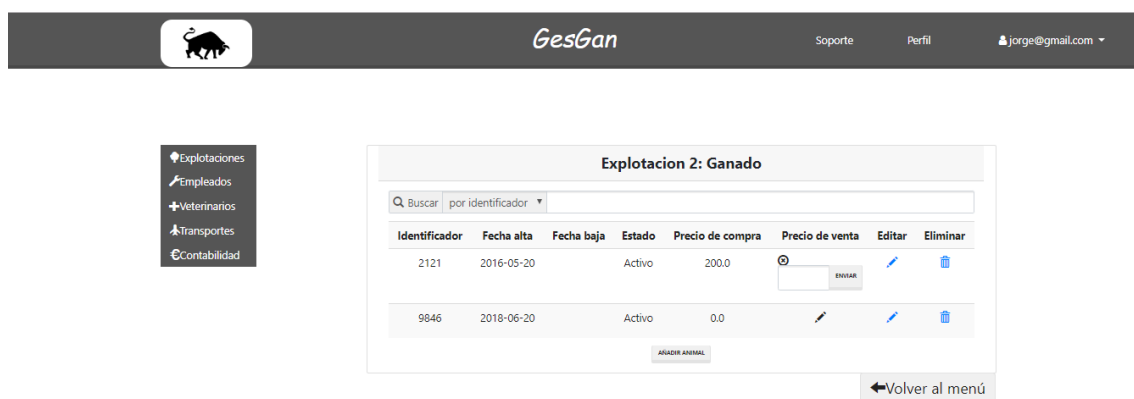 GesGan
Soporte
Perfil
jorge@gmail.com
Explotaciones
Empleados
Veterinarios
Transportes
Contabilidad
Explotacion 2: Ganado
Buscar por identificador
Identificador Fecha alta Fecha baja Estado Precio de compra Precio de venta Editar Eliminar
2121 2016-05-20 Activo 200.0 ENVIAR
9846 2018-06-20 Activo 0.0
AÑADIR ANIMAL
Volver al menú